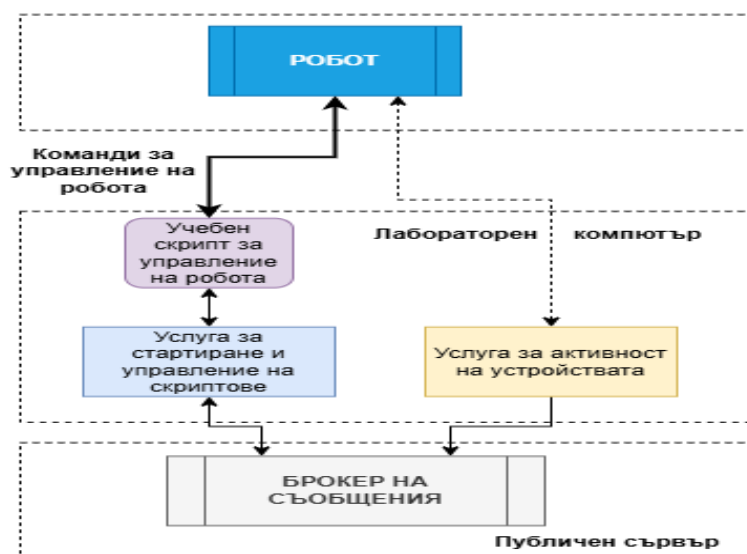 РОБОТ
Команди за
управление на
робота
Учебен
скрипт за
управление
на робота
Лабораторен компютър
Услуга за
стартиране и
управление на
скриптове
Услуга за активност
на устройствата
БРОКЕР НА
СЪОБЩЕНИЯ
Публичен сървър